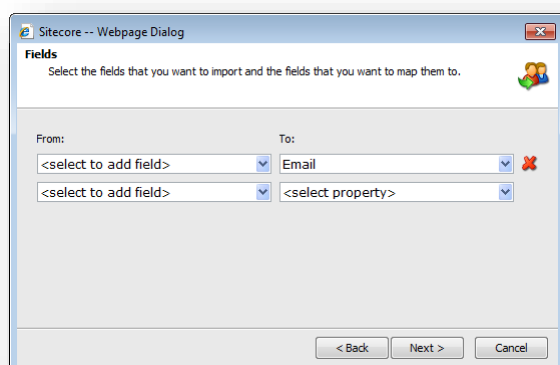 Sitecore -- Webpage Dialog
Fields
Select the fields that you want to import and the fields that you want to map them to.
From: To:
<select to add field> Email
<select to add field> <select property>
< Back Next > Cancel